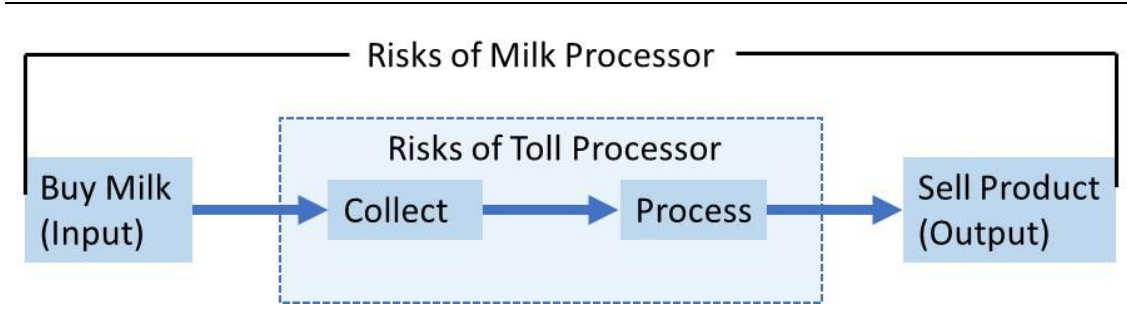 Risks of Milk Processor
Risks of Toll Processor
Buy Milk
(Input)
Collect
Process
Sell Product
(Output)